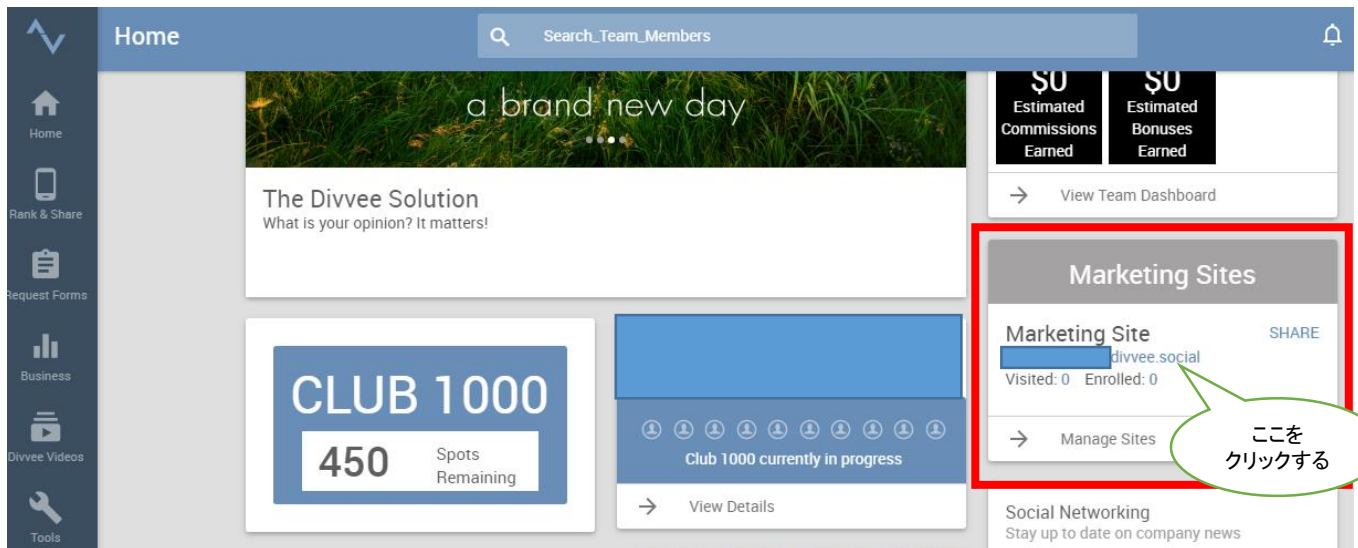 Home
Search_Team_Members
Home
Rank & Share
Request Forms
Business
Divvee Videos
Tools
a brand new day
The Divvee Solution
What is your opinion? It matters!
CLUB 1000
450
Spots
Remaining
Club 1000 currently in progress
View Details
$0
Estimated
Commissions
Earned
$0
Estimated
Bonuses
Earned
View Team Dashboard
Marketing Sites
Marketing Site
SHARE
divvee.social
Visited: 0 Enrolled: 0
Manage Sites
ここを
クリックする
Social Networking
Stay up to date on company news